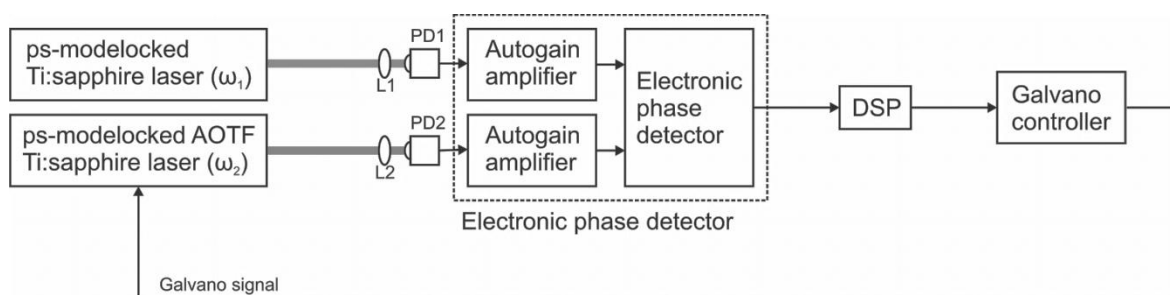 ps-modelocked
Ti:sapphire laser (ω₁)
L1
PD1
Autogain
amplifier
Electronic
phase
detector
DSP
Galvano
controller
ps-modelocked AOTF
Ti:sapphire laser (ω₂)
L2
PD2
Autogain
amplifier
Electronic phase detector
Galvano signal